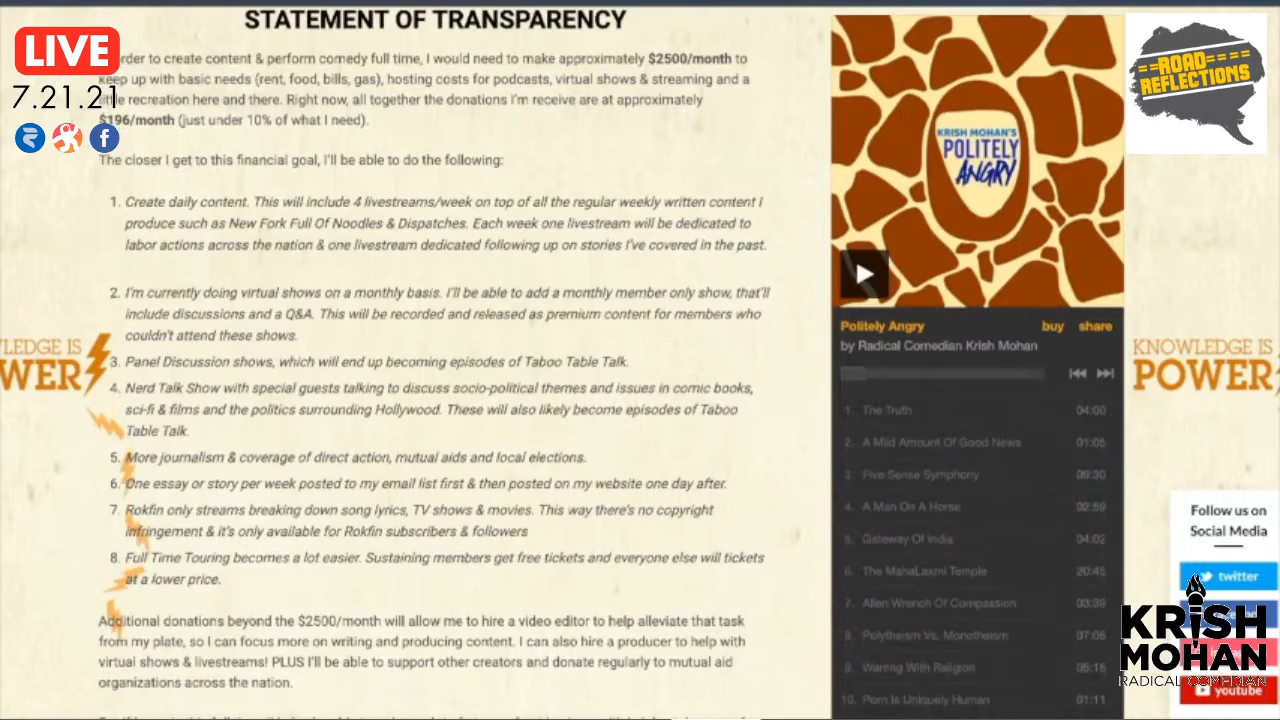 STATEMENT OF TRANSPARENCY
LIVE
7.21.21
order to create content & perform comedy full time, I would need to make approximately $2500/month to
keep up with basic needs (rent, food, bills, gas), hosting costs for podcasts, virtual shows & streaming and a
little recreation here and there. Right now, all together the donations I'm receive are at approximately
$196/month (just under 10% of what I need).
The closer I get to this financial goal, I'll be able to do the following:
1. Create daily content. This will include 4 livestreams/week on top of all the regular weekly written content I
produce such as New Fork Full Of Noodles & Dispatches. Each week one livestream will be dedicated to
labor actions across the nation & one livestream dedicated following up on stories I've covered in the past.
2. I'm currently doing virtual shows on a monthly basis. I'll be able to add a monthly member only show, that'll
include discussions and a Q&A. This will be recorded and released as premium content for members who
couldn't attend these shows.
3. Panel Discussion shows, which will end up becoming episodes of Taboo Table Talk.
4. Nerd Talk Show with special guests talking to discuss socio-political themes and issues in comic books,
sci-fi & films and the politics surrounding Hollywood. These will also likely become episodes of Taboo
Table Talk.
5. More journalism & coverage of direct action, mutual aids and local elections.
6. One essay or story per week posted to my email list first & then posted on my website one day after.
7. Rokfin only streams breaking down song lyrics, TV shows & movies. This way there's no copyright
infringement & it's only available for Rokfin subscribers & followers
8. Full Time Touring becomes a lot easier. Sustaining members get free tickets and everyone else will tickets
at a lower price.
Additional donations beyond the $2500/month will allow me to hire a video editor to help alleviate that task
from my plate, so I can focus more on writing and producing content. I can also hire a producer to help with
virtual shows & livestreams! PLUS I'll be able to support other creators and donate regularly to mutual aid
organizations across the nation.
WLEDGE IS
WER
KRISH MOHAN'S
POLITELY
ANGRY
Politely Angry buy share
by Radical Comedian Krish Mohan
1. The Truth 04:00
2. A Mild Amount Of Good News 01:05
3. Five Sense Symphony 09:30
4. A Man On A Horse 02:59
5. Gateway Of India 04:02
6. The MahaLaxmi Temple 20:45
7. Allen Wrench Of Compassion 03:39
8. Polytheism Vs. Monotheism 07:06
9. Warring With Religion 05:15
10. Porn Is Uniquely Human 01:11
==ROAD====
REFLECTIONS
KNOWLEDGE IS
POWER
Follow us on
Social Media
twitter
KRISH
MOHAN
RADICAL COMEDIAN
youtube